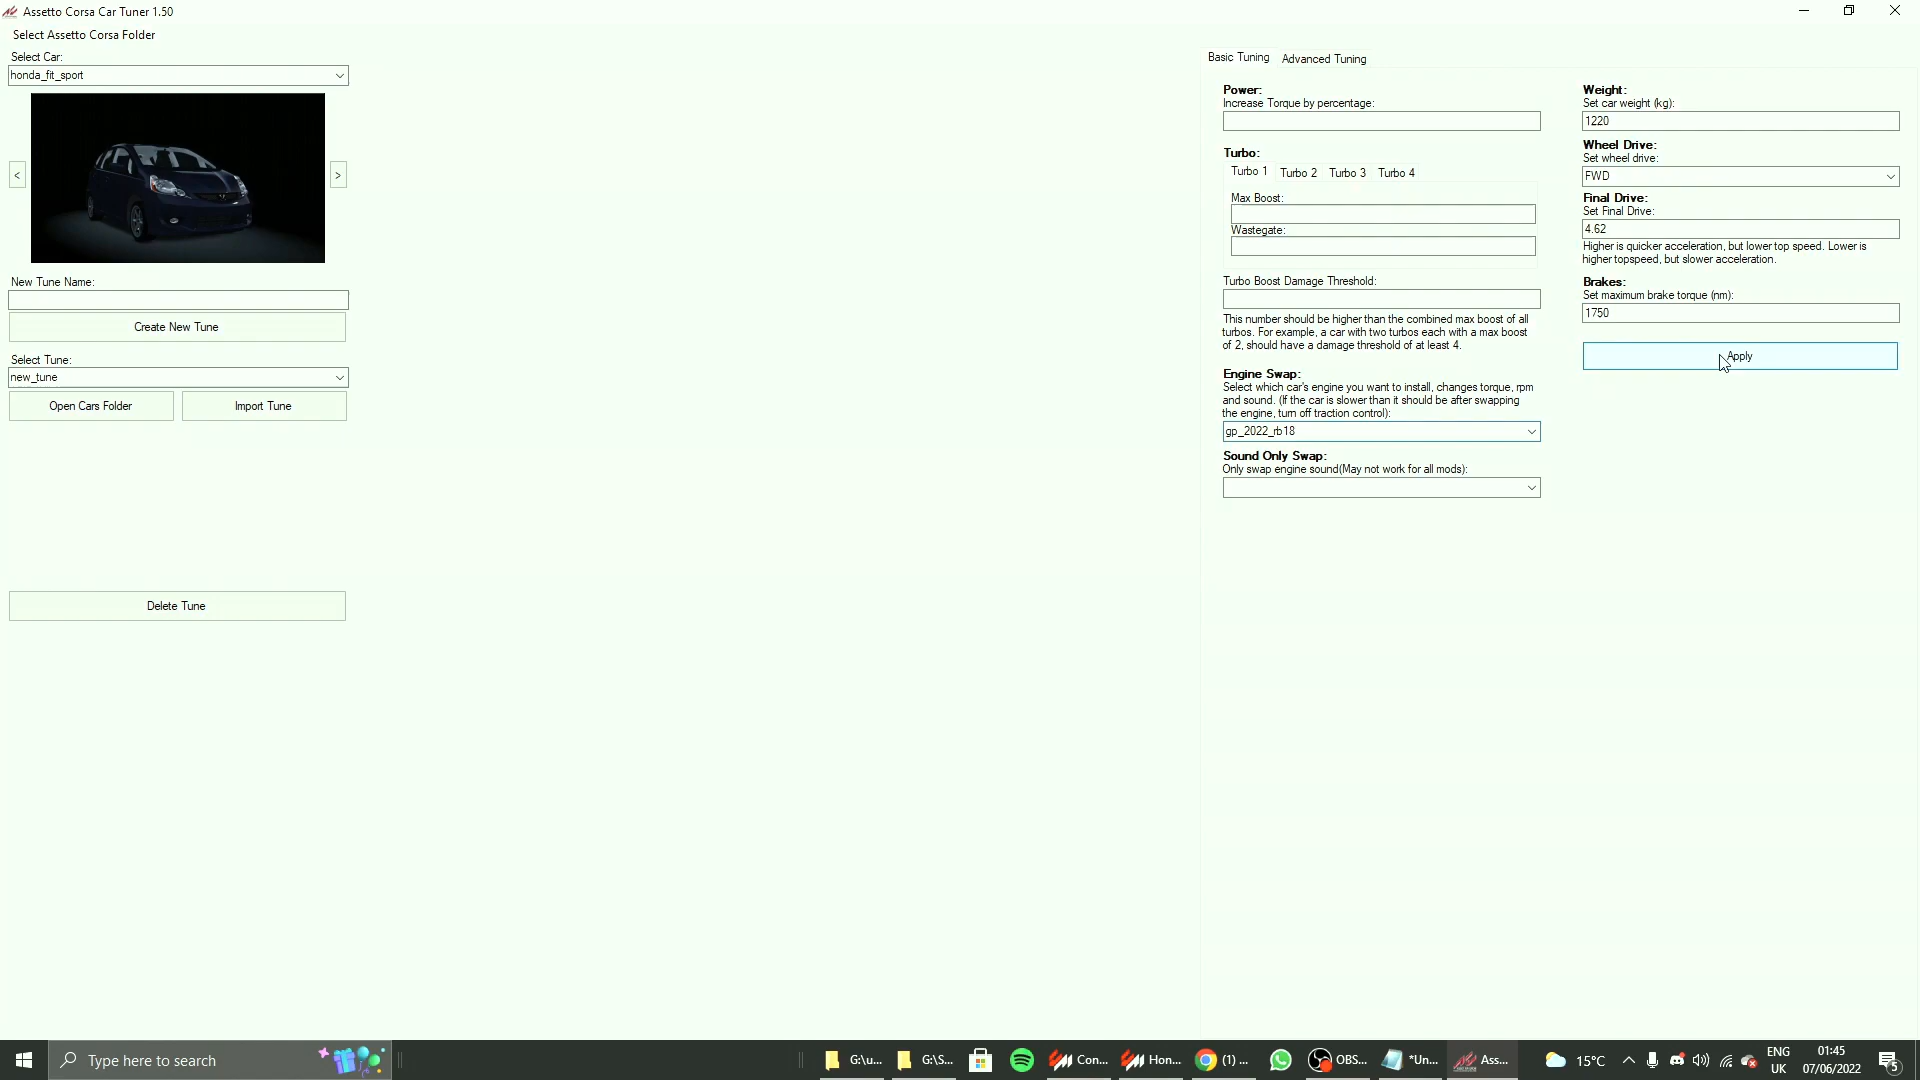 Assetto Corsa Car Tuner 1.50
Select Assetto Corsa Folder
Select Car:
honda_fit_sport
<
>
New Tune Name:
Create New Tune
Select Tune:
new_tune
Open Cars Folder
Import Tune
Delete Tune
Basic Tuning
Advanced Tuning
Power:
Increase Torque by percentage:
Turbo:
Turbo 1
Turbo 2
Turbo 3
Turbo 4
Max Boost:
Wastegate:
Turbo Boost Damage Threshold:
This number should be higher than the combined max boost of all
turbos. For example, a car with two turbos each with a max boost
of 2, should have a damage threshold of at least 4.
Engine Swap:
Select which car's engine you want to install, changes torque, rpm
and sound. (If the car is slower than it should be after swapping
the engine, turn off traction control):
gp_2022_rb18
Sound Only Swap:
Only swap engine sound(May not work for all mods):
Weight:
Set car weight (kg):
1220
Wheel Drive:
Set wheel drive:
FWD
Final Drive:
Set Final Drive:
4.62
Higher is quicker acceleration, but lower top speed. Lower is
higher topspeed, but slower acceleration.
Brakes:
Set maximum brake torque (nm):
1750
Apply
Type here to search
G:\u...
G:\S...
Con...
Hon...
(1) ...
OBS...
*Un...
Ass...
15°C
ENG
UK
01:45
07/06/2022
5